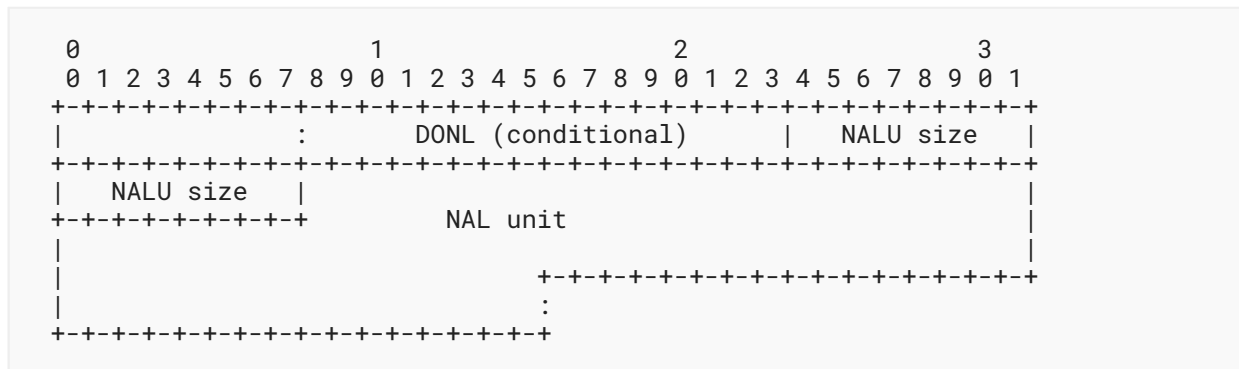 0                   1                   2                   3
 0 1 2 3 4 5 6 7 8 9 0 1 2 3 4 5 6 7 8 9 0 1 2 3 4 5 6 7 8 9 0 1
+-+-+-+-+-+-+-+-+-+-+-+-+-+-+-+-+-+-+-+-+-+-+-+-+-+-+-+-+-+-+-+-+
|               :       DONL (conditional)      |   NALU size   |
+-+-+-+-+-+-+-+-+-+-+-+-+-+-+-+-+-+-+-+-+-+-+-+-+-+-+-+-+-+-+-+-+
|   NALU size   |                                               |
+-+-+-+-+-+-+-+-+         NAL unit                              |
|                                                               |
|                               +-+-+-+-+-+-+-+-+-+-+-+-+-+-+-+-+
|                               :
+-+-+-+-+-+-+-+-+-+-+-+-+-+-+-+-+